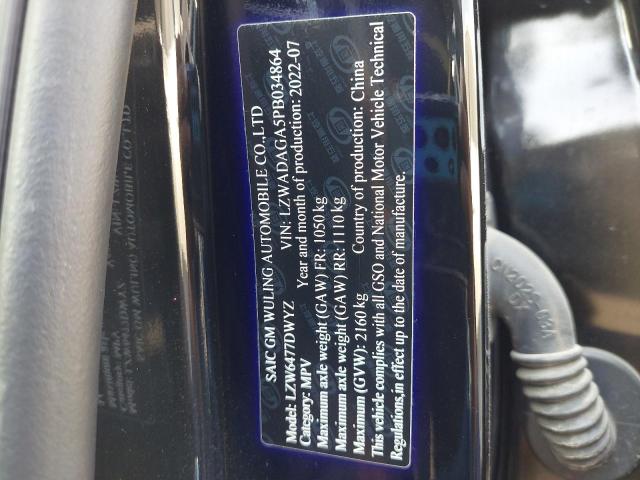 SAIC GM WULING AUTOMOBILE CO.,LTD
Model: LZW6477DWYZ VIN: LZWADAGA5PB034864
Category: MPV Year and month of production: 2022-07
Maximum axle weight (GAW) FR: 1050 kg
Maximum axle weight (GAW) RR: 1110 kg
Maximum (GVW): 2160 kg Country of production: China
This vehicle complies with all GSO and National Motor Vehicle Technical
Regulations,in effect up to the date of manufacture.